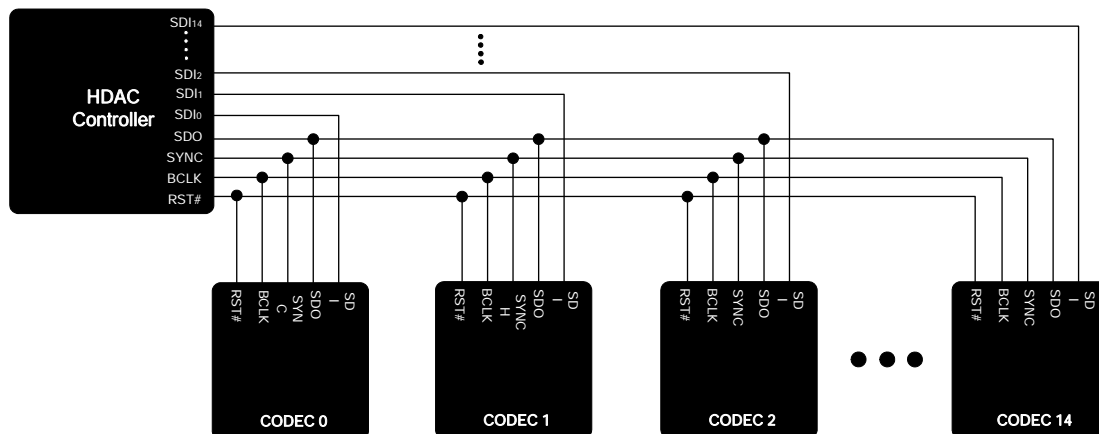 SDI14
SDI2
HDAC
Controller
SDI1
SDI0
SDO
SYNC
BCLK
RST#
RST#
BCLK
SYN
C
SDO
SD
I
RST#
BCLK
SYNC
H
SDO
SD
I
RST#
BCLK
SYNC
SDO
SD
I
RST#
BCLK
SYNC
SDO
SD
I
CODEC 0
CODEC 1
CODEC 2
CODEC 14